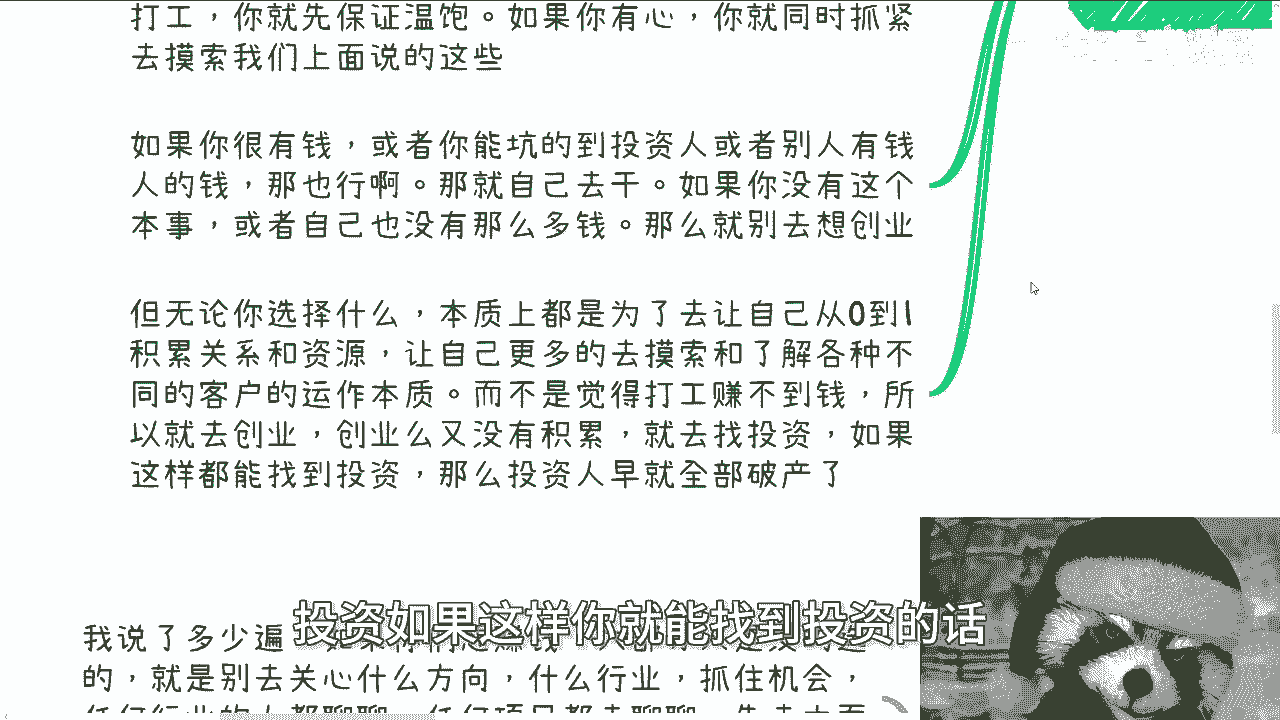 打工，你就先保证温饱。如果你有心，你就同时抓紧
去摸索我们上面说的这些
如果你很有钱，或者你能坑的到投资人或者别人有钱
人的钱，那也行啊。那就自己去干。如果你没有这个
本事，或者自己也没有那么多钱。那么就别去想创业
但无论你选择什么，本质上都是为了去让自己从0到1
积累关系和资源，让自己更多的去摸索和了解各种不
同的客户的运作本质。而不是觉得打工赚不到钱，所
以就去创业，创业么又没有积累，就去找投资，如果
这样都能找到投资，那么投资人早就全部破产了
投资如果这样你就能找到投资的话
我说了多少遍
的，就是别去关心什么方向，什么行业，抓住机会，